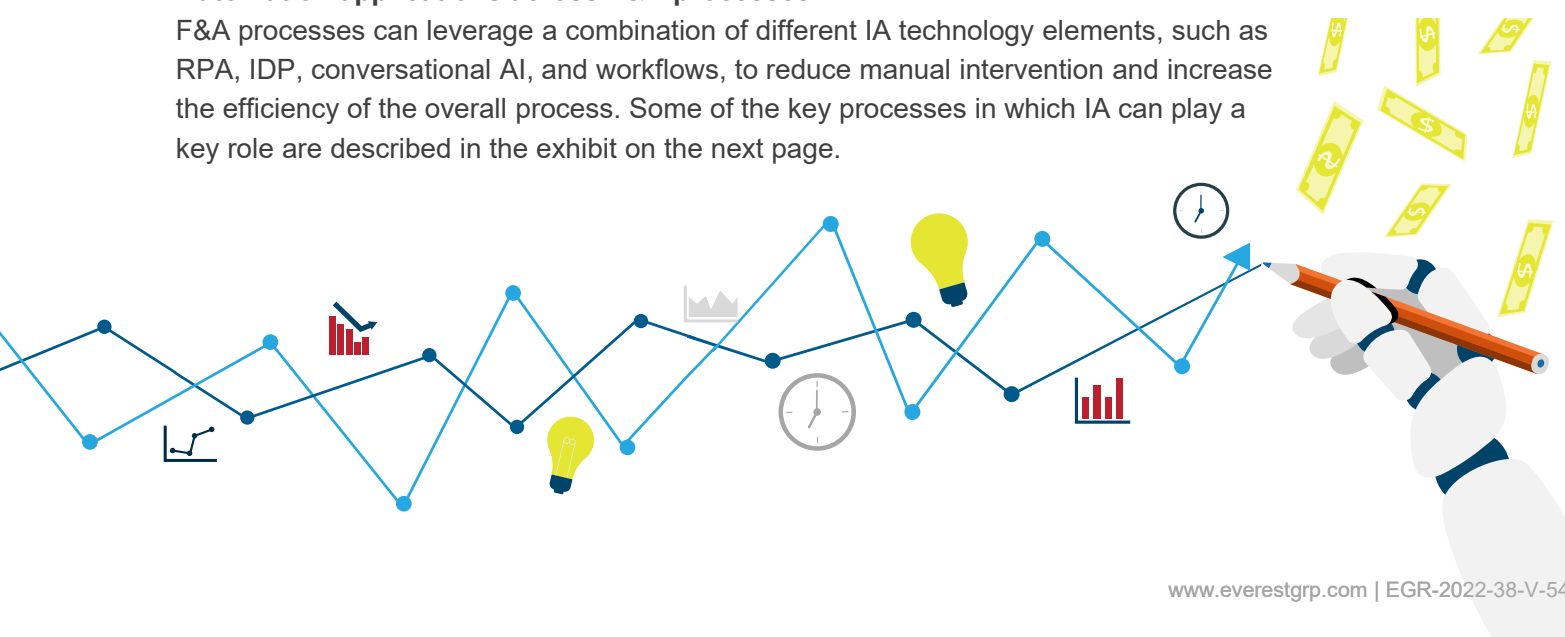 F&A processes can leverage a combination of different IA technology elements, such as
RPA, IDP, conversational AI, and workflows, to reduce manual intervention and increase
the efficiency of the overall process. Some of the key processes in which IA can play a
key role are described in the exhibit on the next page.
www.everestgrp.com | EGR-2022-38-V-54